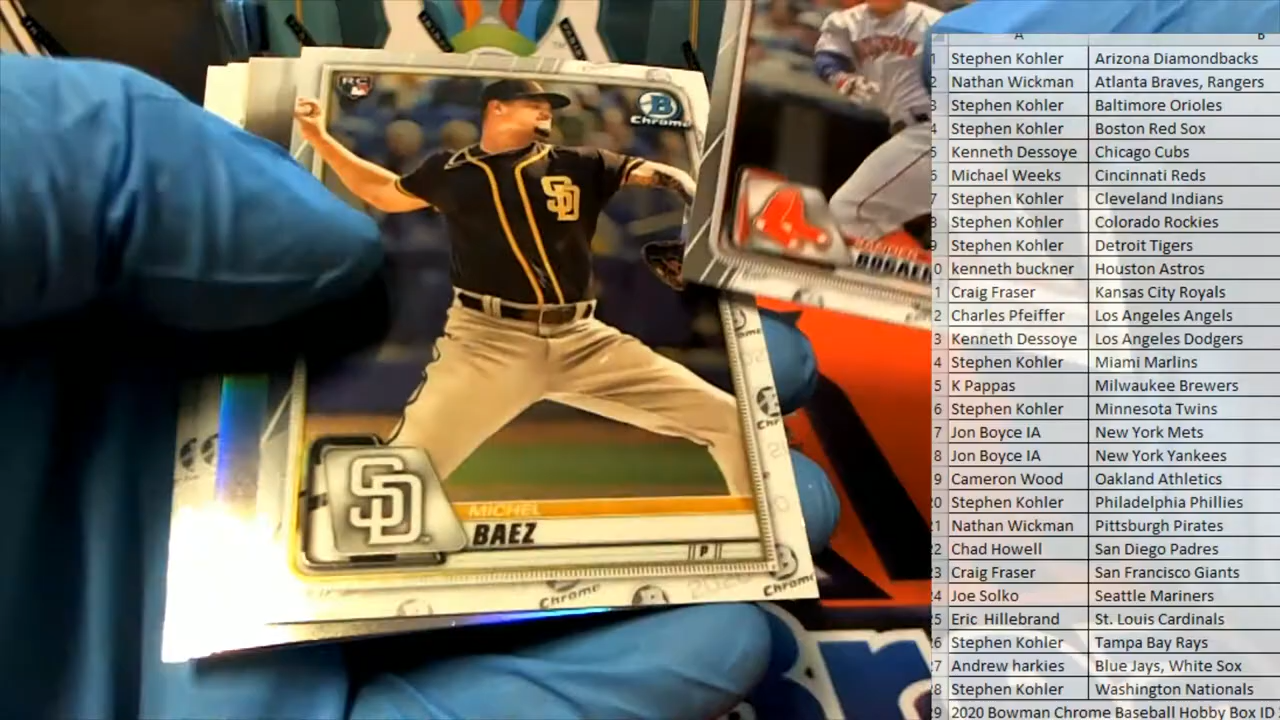 RC
B
Chrome
SD
SD
MICHEL
BAEZ
P
Chrome
2020
Chrome
A B
1 Stephen Kohler Arizona Diamondbacks
2 Nathan Wickman Atlanta Braves, Rangers
3 Stephen Kohler Baltimore Orioles
4 Stephen Kohler Boston Red Sox
5 Kenneth Dessoye Chicago Cubs
6 Michael Weeks Cincinnati Reds
7 Stephen Kohler Cleveland Indians
8 Stephen Kohler Colorado Rockies
9 Stephen Kohler Detroit Tigers
0 kenneth buckner Houston Astros
1 Craig Fraser Kansas City Royals
2 Charles Pfeiffer Los Angeles Angels
3 Kenneth Dessoye Los Angeles Dodgers
4 Stephen Kohler Miami Marlins
5 K Pappas Milwaukee Brewers
6 Stephen Kohler Minnesota Twins
7 Jon Boyce IA New York Mets
8 Jon Boyce IA New York Yankees
9 Cameron Wood Oakland Athletics
20 Stephen Kohler Philadelphia Phillies
21 Nathan Wickman Pittsburgh Pirates
22 Chad Howell San Diego Padres
23 Craig Fraser San Francisco Giants
24 Joe Solko Seattle Mariners
25 Eric Hillebrand St. Louis Cardinals
26 Stephen Kohler Tampa Bay Rays
27 Andrew harkies Blue Jays, White Sox
28 Stephen Kohler Washington Nationals
29 2020 Bowman Chrome Baseball Hobby Box ID